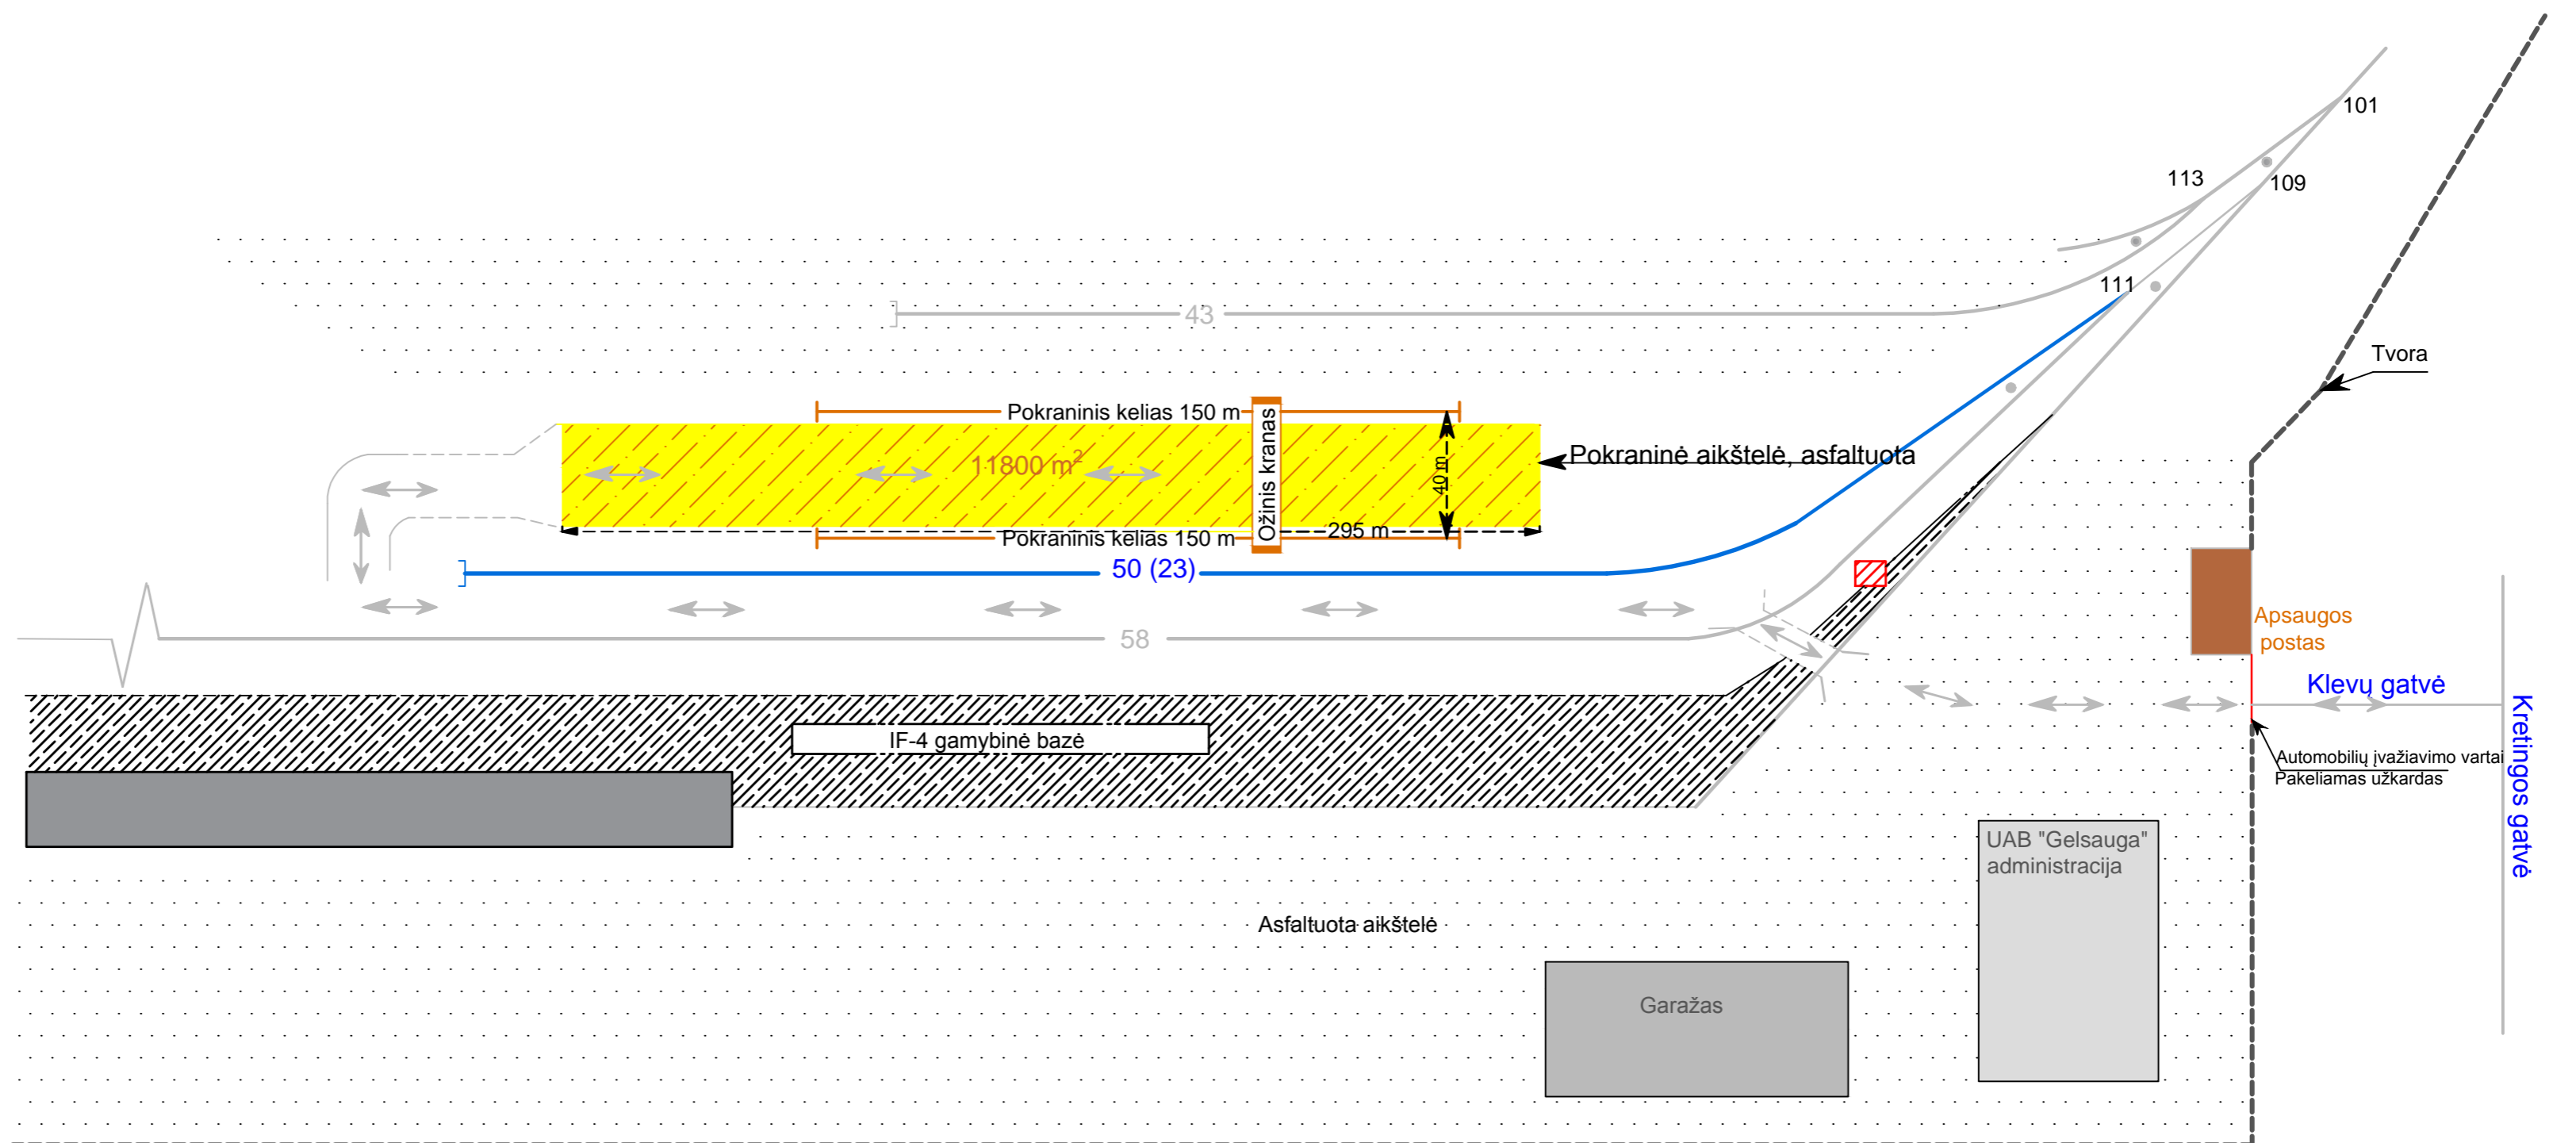 101
113
109
111
43
Tvora
Pokraninis kelias 150 m
Ožinis kranas
11800 m²
40 m
Pokraninė aikštelė, asfaltuota
Pokraninis kelias 150 m
295 m
50 (23)
58
Apsaugos
postas
Klevų gatvė
Kretingos gatvė
IF-4 gamybinė bazė
Automobilių įvažiavimo vartai
Pakeliamas užkardas
UAB "Gelsauga"
administracija
Asfaltuota aikštelė
Garažas